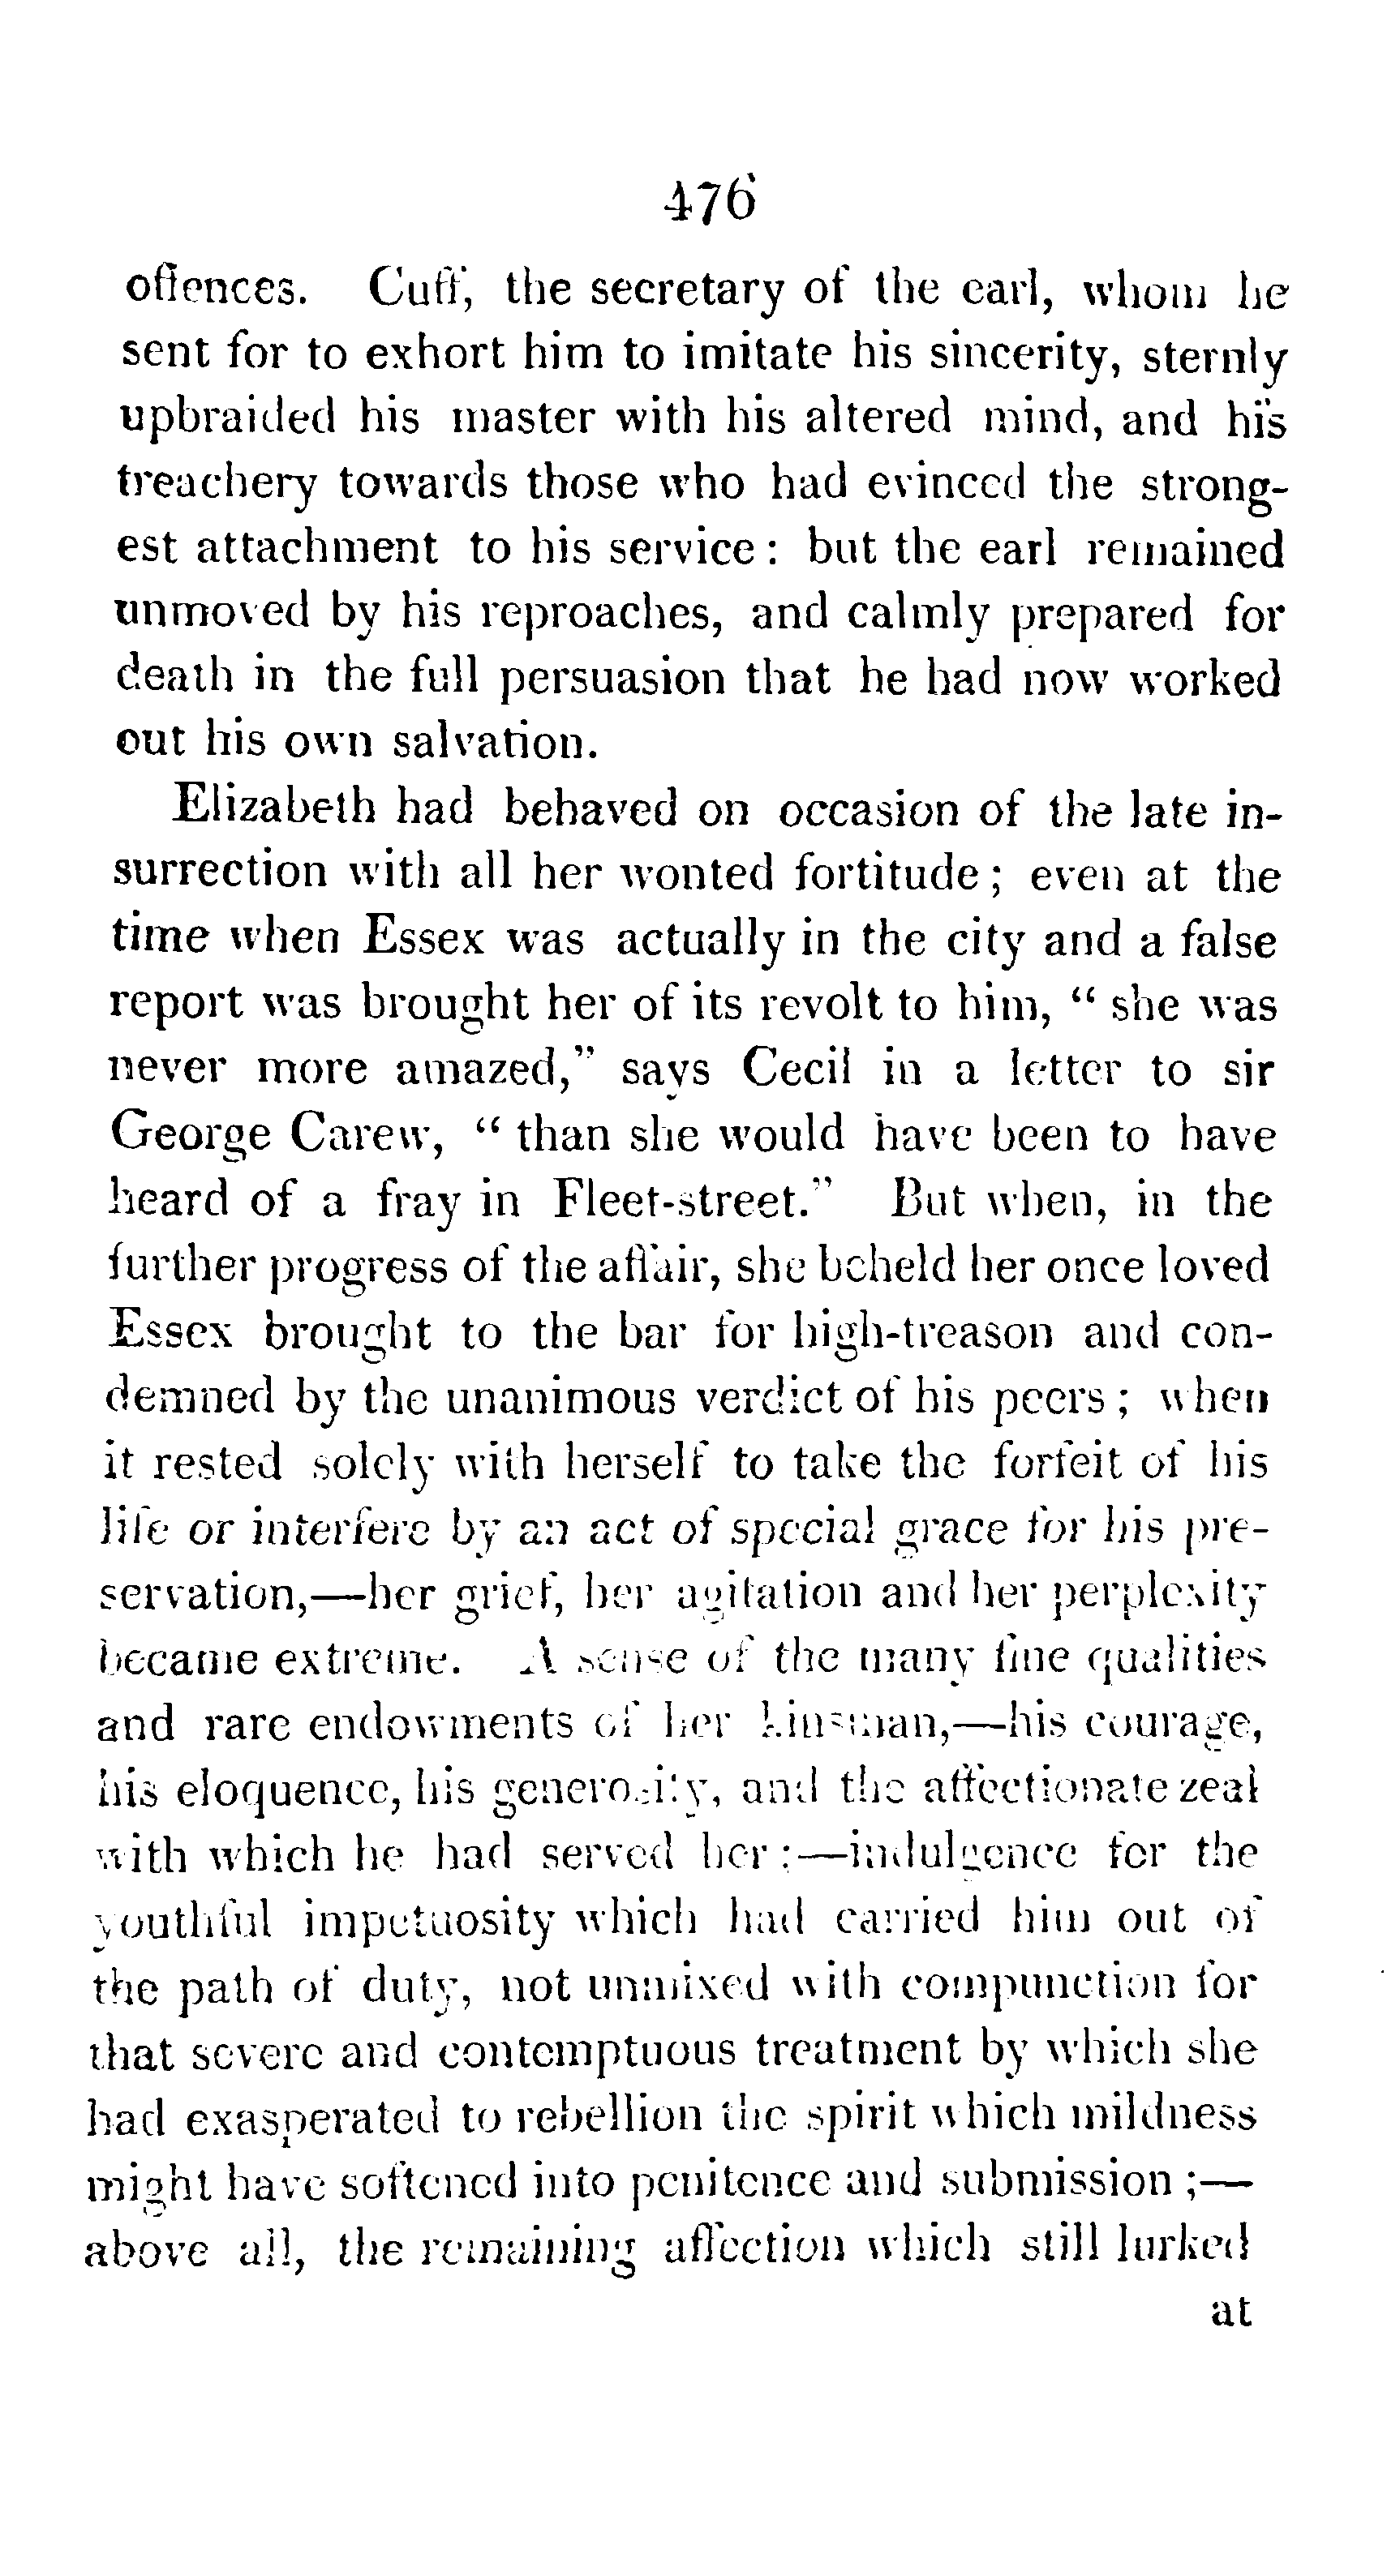 476
offences. Cuff, the secretary of the earl, whom he
sent for to exhort him to imitate his sincerity, sternly
upbraided his master with his altered mind, and his
treachery towards those who had evinced the strong-
est attachment to his service : but the earl remained
unmoved by his reproaches, and calmly prepared for
death in the full persuasion that he had now worked
out his own salvation.
Elizabeth had behaved on occasion of the late in-
surrection with all her wonted fortitude ; even at the
time when Essex was actually in the city and a false
report was brought her of its revolt to him, “ she was
never more amazed,” says Cecil in a letter to sir
George Carew, “ than she would have been to have
heard of a fray in Fleet-street.” But when, in the
further progress of the affair, she beheld her once loved
Essex brought to the bar for high-treason and con-
demned by the unanimous verdict of his peers ; when
it rested solely with herself to take the forfeit of his
life or interfere by an act of special grace for his pre-
servation,—her grief, her agitation and her perplexity
became extreme. A sense of the many fine qualities
and rare endowments of her kinsman,—his courage,
his eloquence, his generosity, and the affectionate zeal
with which he had served her :—indulgence for the
youthful impetuosity which had carried him out of
the path of duty, not unmixed with compunction for
that severe and contemptuous treatment by which she
had exasperated to rebellion the spirit which mildness
might have softened into penitence and submission ;—
above all, the remaining affection which still lurked
at